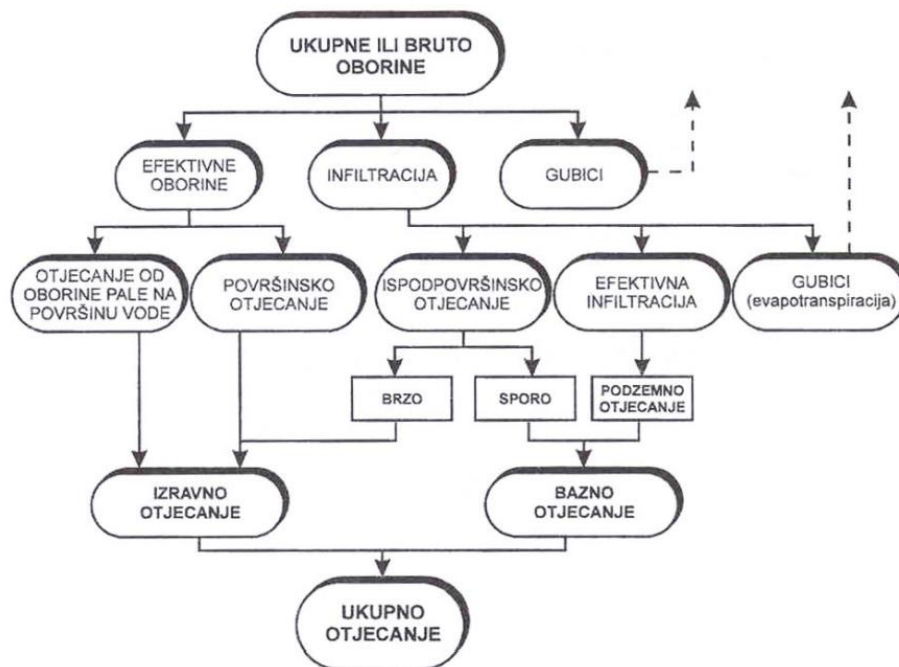 UKUPNE ILI BRUTO
OBORINE
EFEKTIVNE
OBORINE
INFILTRACIJA
GUBICI
OTJECANJE OD
OBORINE PALE NA
POVRŠINU VODE
POVRŠINSKO
OTJECANJE
ISPODPOVRŠINSKO
OTJECANJE
EFEKTIVNA
INFILTRACIJA
GUBICI
(evapotranspiracija)
BRZO
SPORO
PODZEMNO
OTJECANJE
IZRAVNO
OTJECANJE
BAZNO
OTJECANJE
UKUPNO
OTJECANJE